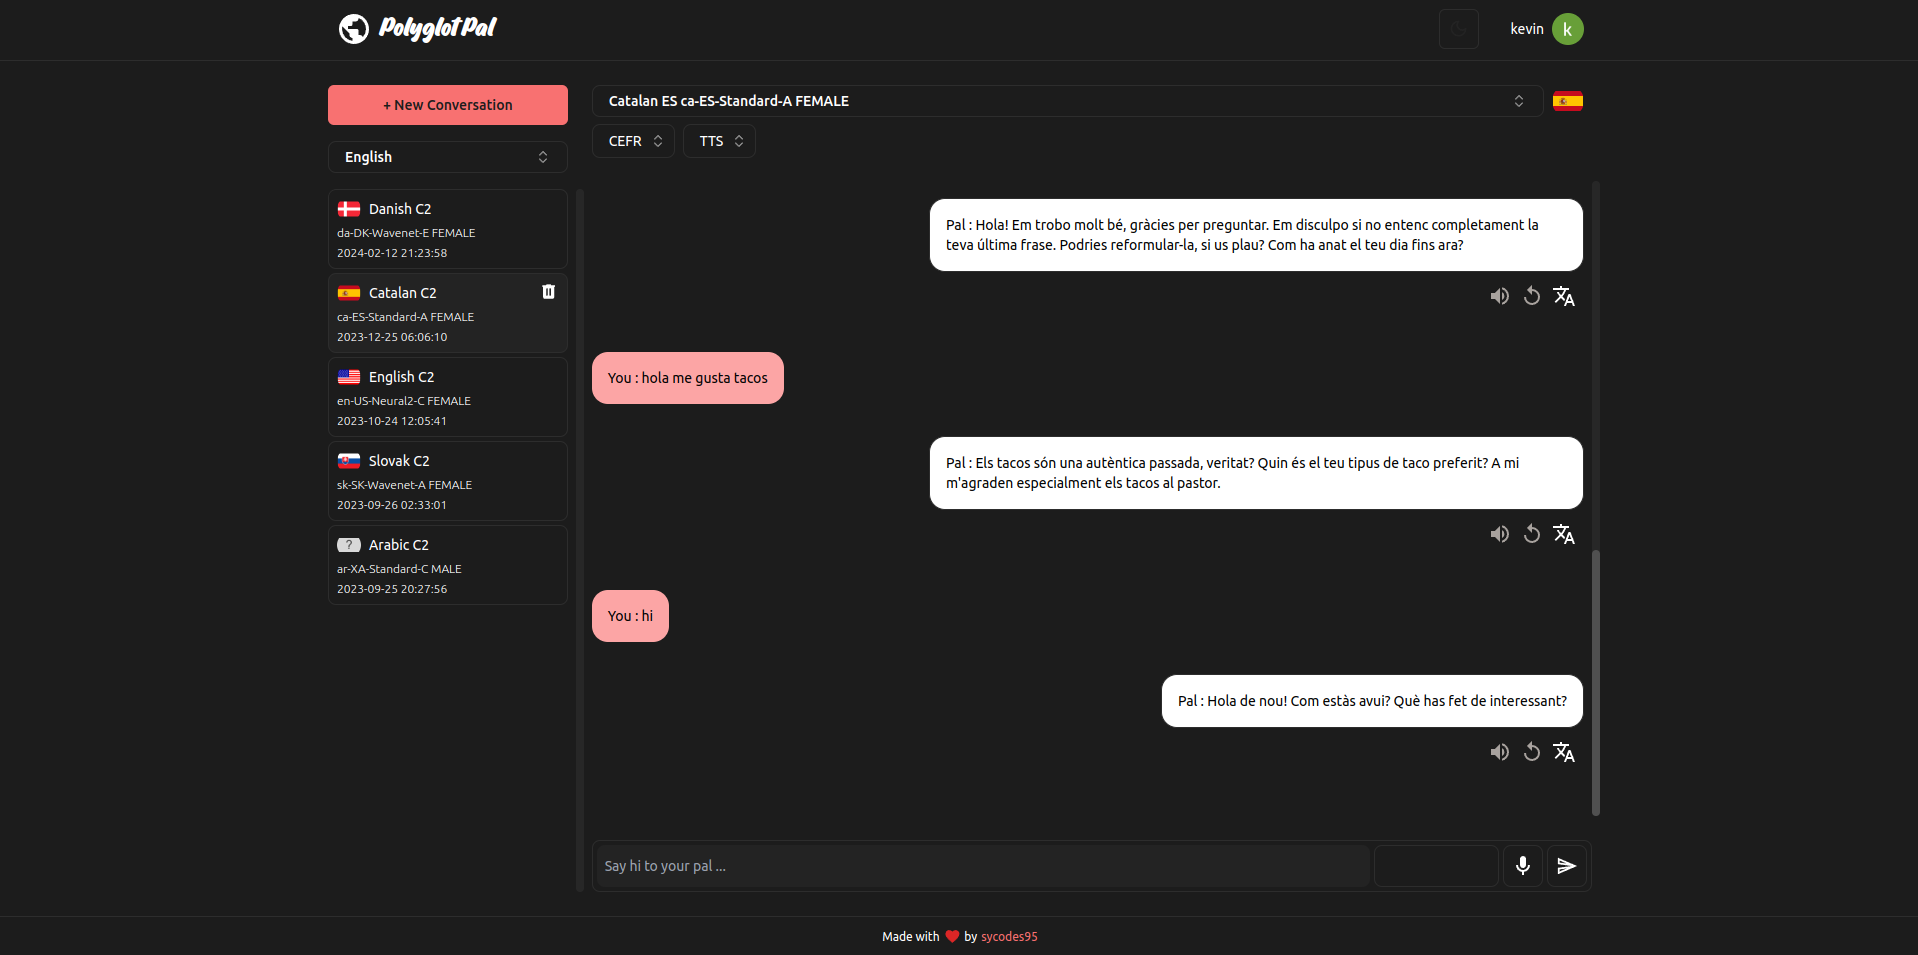 PolyglotPal
kevin
k
+ New Conversation
English
Danish C2
da-DK-Wavenet-E FEMALE
2024-02-12 21:23:58
Catalan C2
ca-ES-Standard-A FEMALE
2023-12-25 06:06:10
English C2
en-US-Neural2-C FEMALE
2023-10-24 12:05:41
Slovak C2
sk-SK-Wavenet-A FEMALE
2023-09-26 02:33:01
?
Arabic C2
ar-XA-Standard-C MALE
2023-09-25 20:27:56
Catalan ES ca-ES-Standard-A FEMALE
CEFR
TTS
Pal : Hola! Em trobo molt bé, gràcies per preguntar. Em disculpo si no entenc completament la
teva última frase. Podries reformular-la, si us plau? Com ha anat el teu dia fins ara?
You : hola me gusta tacos
Pal : Els tacos són una autèntica passada, veritat? Quin és el teu tipus de taco preferit? A mi
m'agraden especialment els tacos al pastor.
You : hi
Pal : Hola de nou! Com estàs avui? Què has fet de interessant?
Say hi to your pal ...
Made with ❤ by sycodes95